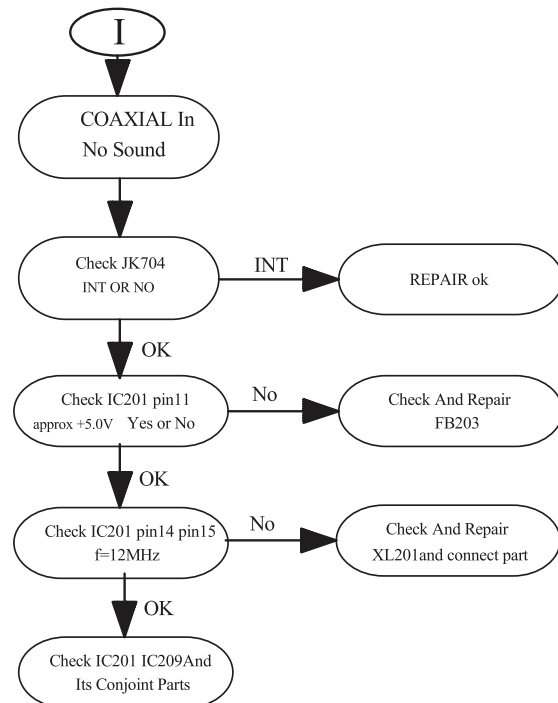 I
COAXIAL In
No Sound
Check JK704
INT OR NO
INT
REPAIR ok
OK
Check IC201 pin11
approx +5.0V Yes or No
No
Check And Repair
FB203
OK
Check IC201 pin14 pin15
f=12MHz
No
Check And Repair
XL201and connect part
OK
Check IC201 IC209And
Its Conjoint Parts